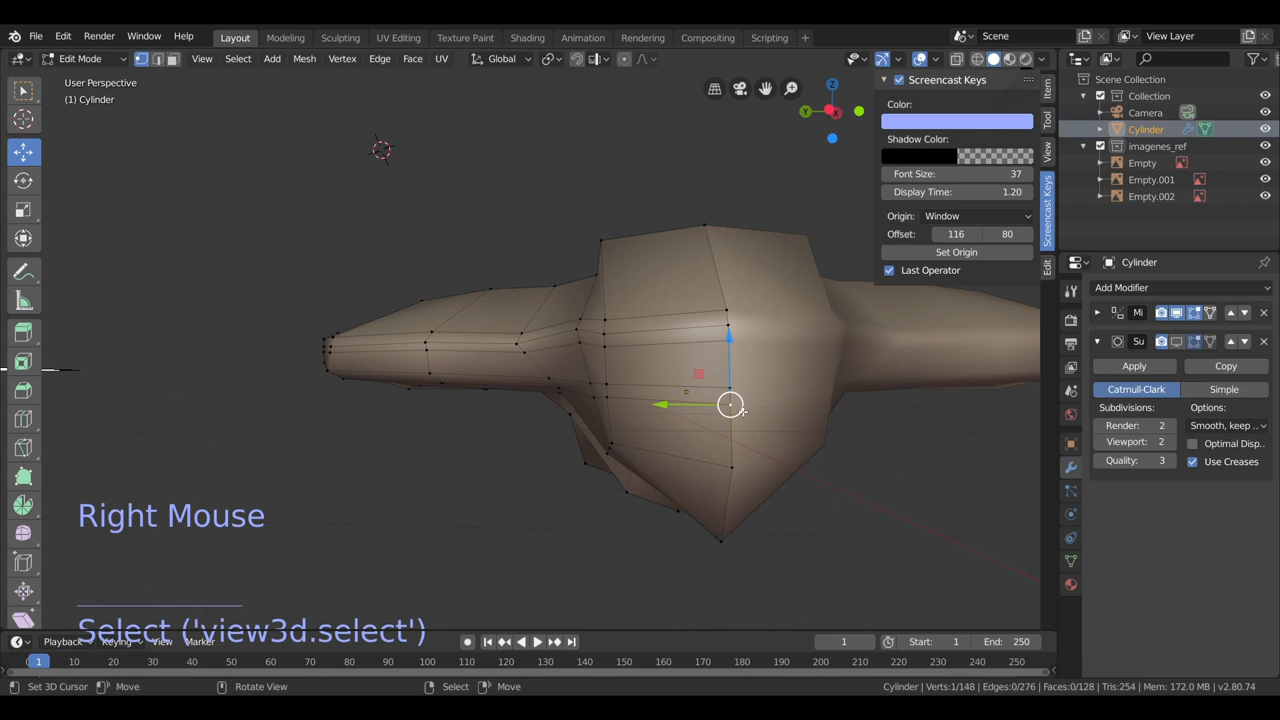 File Edit Render Window Help Layout Modeling Sculpting UV Editing Texture Paint Shading Animation Rendering Compositing Scripting + Scene View Layer
Edit Mode View Select Add Mesh Vertex Edge Face UV Global
User Perspective
(1) Cylinder
Z
Y
X
Screencast Keys
Color:
Shadow Color:
Font Size: 37
Display Time: 1.20
Origin: Window
Offset: 116 80
Set Origin
Last Operator
Item
Tool
View
Screencast Keys
Edit
Scene Collection
Collection
Camera
Cylinder
imagenes_ref
Empty
Empty.001
Empty.002
Cylinder
Add Modifier
Mi
Su
Apply Copy
Catmull-Clark Simple
Subdivisions: Options:
Render: 2 Smooth, keep ..
Viewport: 2 Optimal Disp..
Quality: 3 Use Creases
Right Mouse
Select ('view3d.select')
Playback Keying View Marker 1 Start: 1 End: 250
1 10 20 30 40 50 60 70 80 90 100 110 120 130 140 150 160 170 180 190 200 210 220 230 240 250
Set 3D Cursor Move Rotate View Select Move Cylinder | Verts:1/148 | Edges:0/276 | Faces:0/128 | Tris:254 | Mem: 172.0 MB | v2.80.74